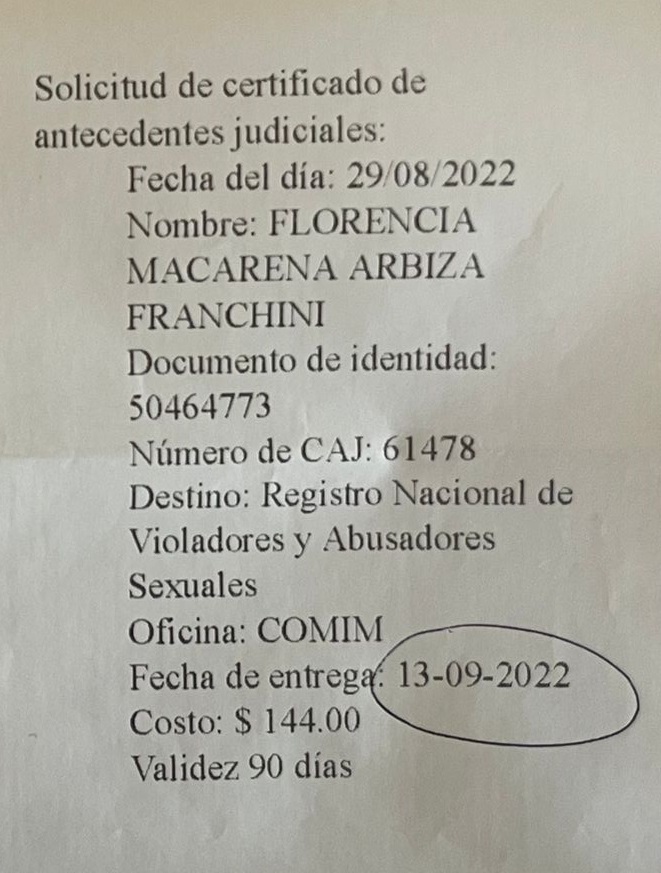 Solicitud de certificado de
antecedentes judiciales:
Fecha del día: 29/08/2022
Nombre: FLORENCIA
MACARENA ARBIZA
FRANCHINI
Documento de identidad:
50464773
Número de CAJ: 61478
Destino: Registro Nacional de
Violadores y Abusadores
Sexuales
Oficina: COMIM
Fecha de entrega: 13-09-2022
Costo: $ 144.00
Validez 90 días